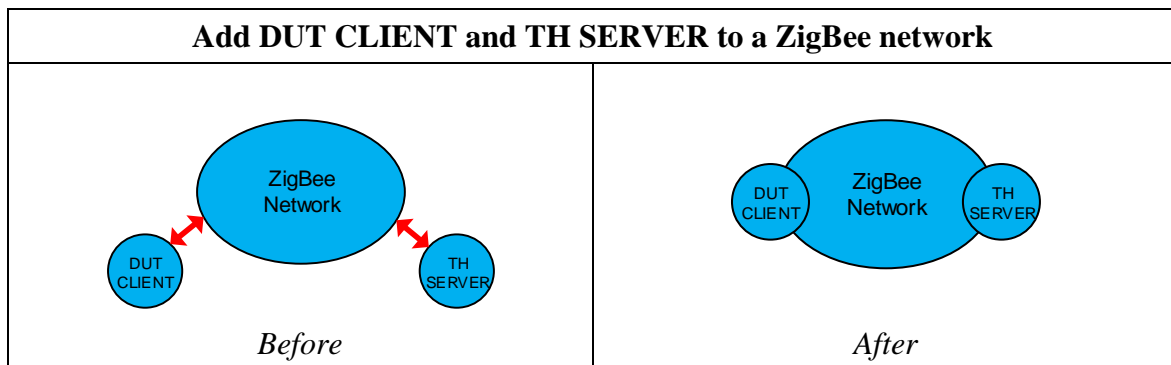 Add DUT CLIENT and TH SERVER to a ZigBee network
ZigBee
Network
DUT
CLIENT
TH
SERVER
Before
ZigBee
Network
DUT
CLIENT
TH
SERVER
After